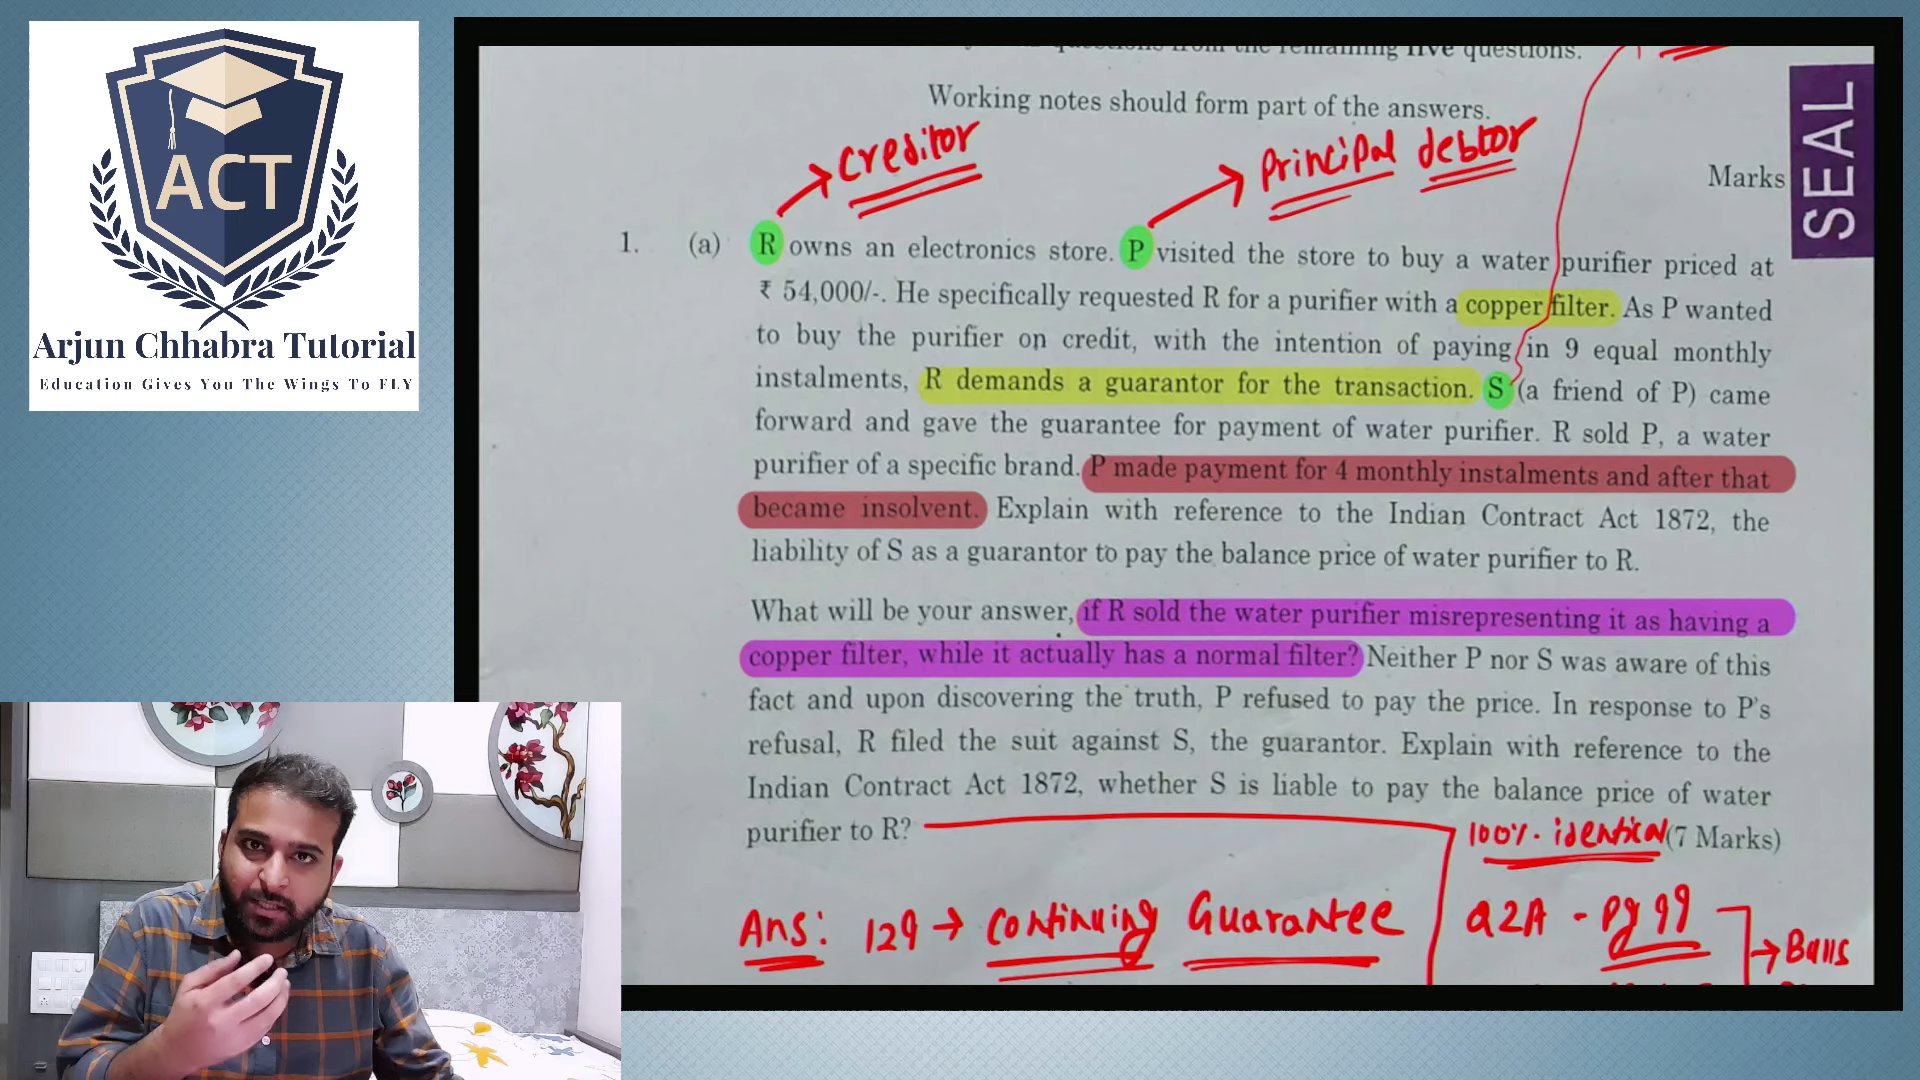 ACT
Arjun Chhabra Tutorial
Education Gives You The Wings To FLY
questions from the remaining five questions.
Working notes should form part of the answers.
Creditor
Principal debtor
Marks
SEAL
1. (a) R owns an electronics store. P visited the store to buy a water purifier priced at
₹ 54,000/-. He specifically requested R for a purifier with a copper filter. As P wanted
to buy the purifier on credit, with the intention of paying in 9 equal monthly
instalments, R demands a guarantor for the transaction. S (a friend of P) came
forward and gave the guarantee for payment of water purifier. R sold P, a water
purifier of a specific brand. P made payment for 4 monthly instalments and after that
became insolvent. Explain with reference to the Indian Contract Act 1872, the
liability of S as a guarantor to pay the balance price of water purifier to R.
What will be your answer, if R sold the water purifier misrepresenting it as having a
copper filter, while it actually has a normal filter? Neither P nor S was aware of this
fact and upon discovering the truth, P refused to pay the price. In response to P's
refusal, R filed the suit against S, the guarantor. Explain with reference to the
Indian Contract Act 1872, whether S is liable to pay the balance price of water
purifier to R?
100% identical (7 Marks)
Ans: 129 → Continuing Guarantee
Q2A - Pg 99